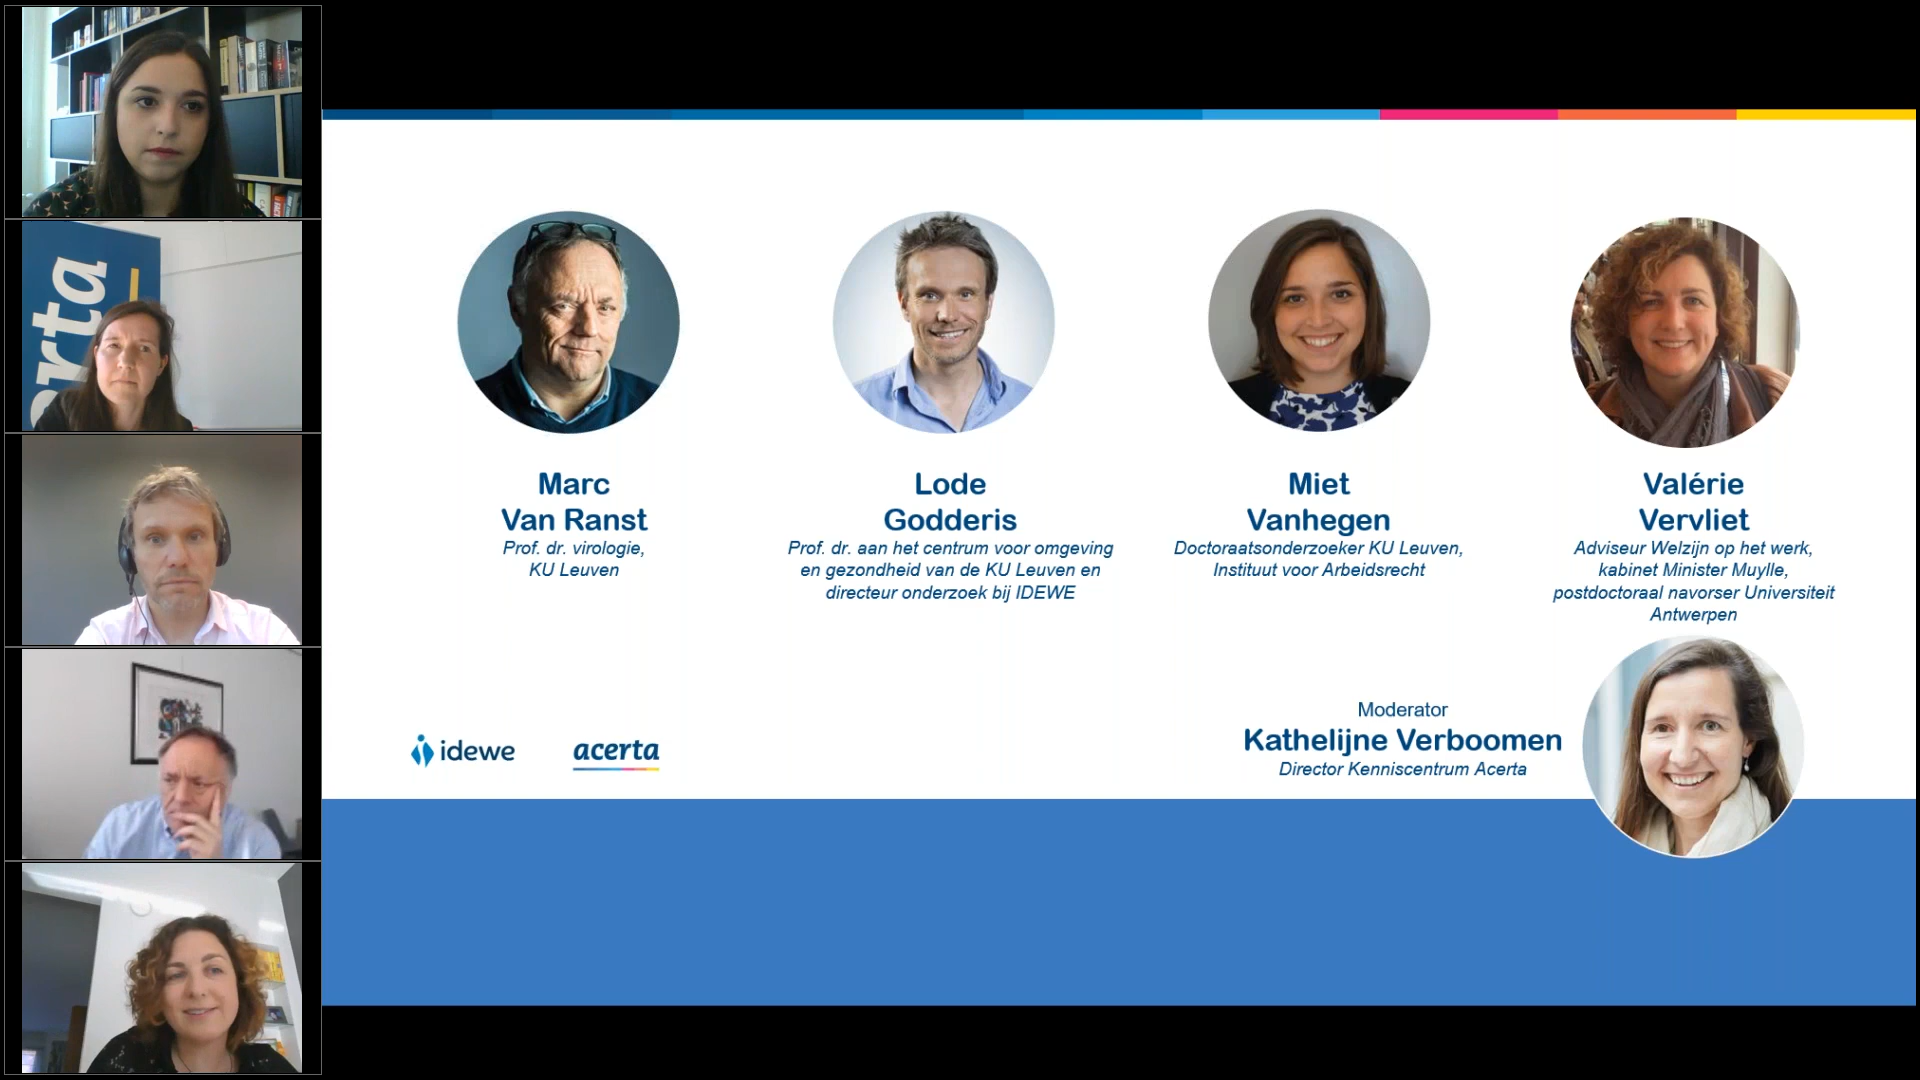 erta
Marc
Van Ranst
Prof. dr. virologie,
KU Leuven
Lode
Godderis
Prof. dr. aan het centrum voor omgeving
en gezondheid van de KU Leuven en
directeur onderzoek bij IDEWE
Miet
Vanhegen
Doctoraatsonderzoeker KU Leuven,
Instituut voor Arbeidsrecht
Valérie
Vervliet
Adviseur Welzijn op het werk,
kabinet Minister Muylle,
postdoctoraal navorser Universiteit
Antwerpen
Moderator
Kathelijne Verboomen
Director Kenniscentrum Acerta
idewe
acerta